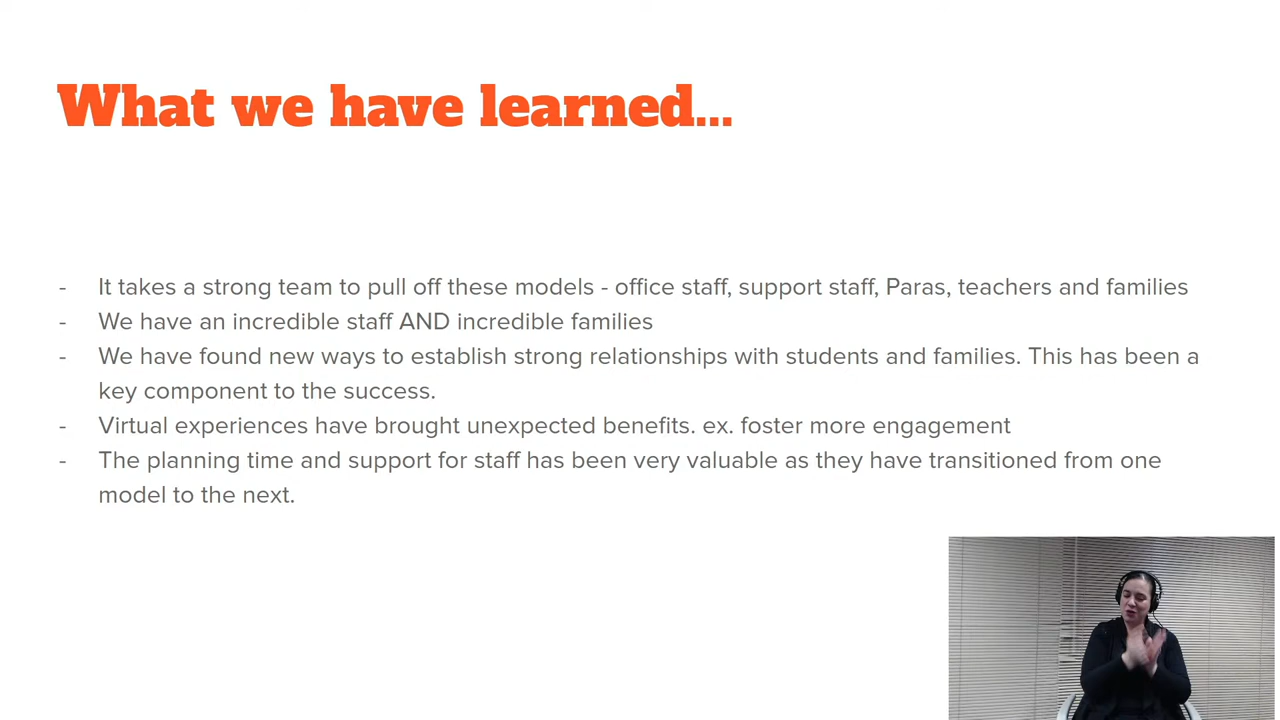 What we have learned...
- It takes a strong team to pull off these models - office staff, support staff, Paras, teachers and families
- We have an incredible staff AND incredible families
- We have found new ways to establish strong relationships with students and families. This has been a
key component to the success.
- Virtual experiences have brought unexpected benefits. ex. foster more engagement
- The planning time and support for staff has been very valuable as they have transitioned from one
model to the next.